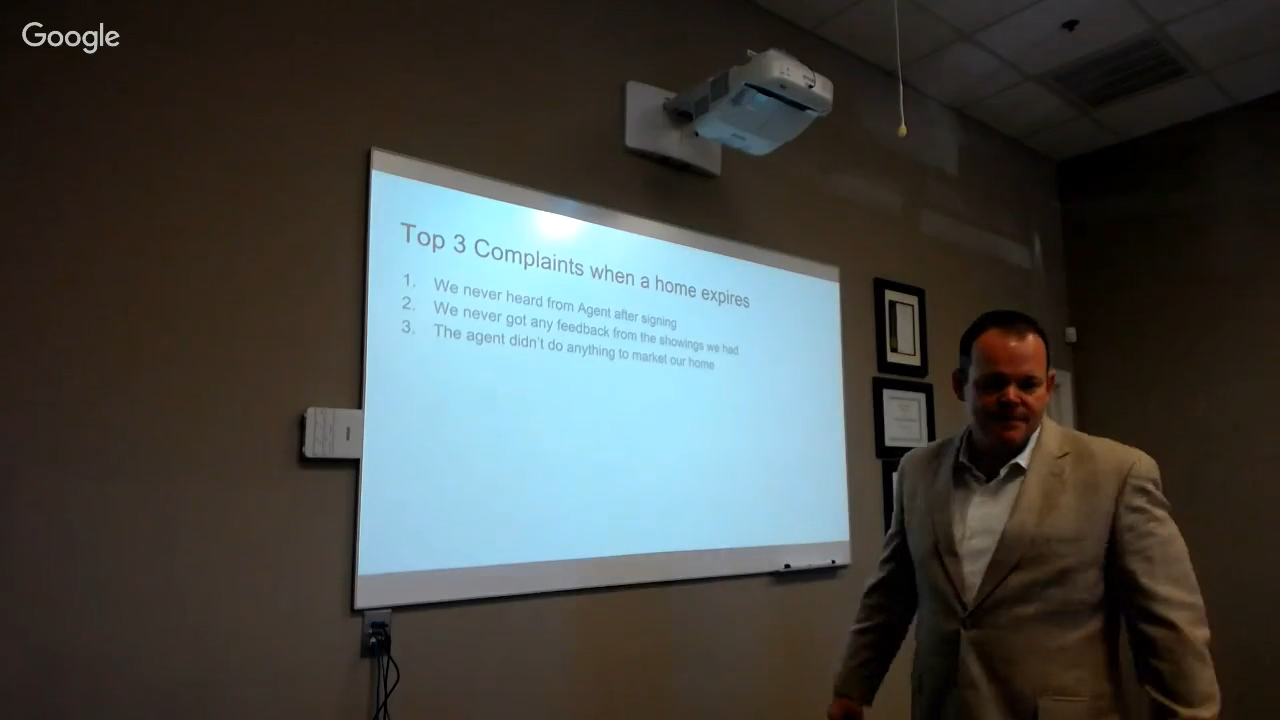 Google
Top 3 Complaints when a home expires
1. We never heard from Agent after signing
2. We never got any feedback from the showings we had
3. The agent didn't do anything to market our home